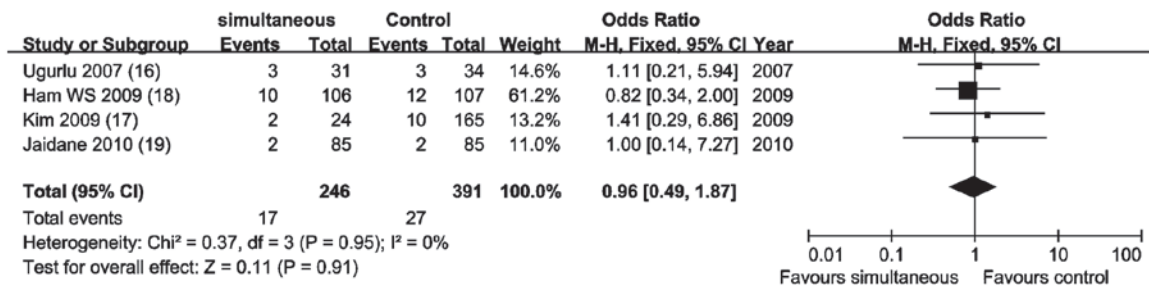 simultaneous Control Odds Ratio Odds Ratio
Study or Subgroup Events Total Events Total Weight M-H, Fixed, 95% CI Year M-H, Fixed, 95% CI
Ugurlu 2007 (16) 3 31 3 34 14.6% 1.11 [0.21, 5.94] 2007
Ham WS 2009 (18) 10 106 12 107 61.2% 0.82 [0.34, 2.00] 2009
Kim 2009 (17) 2 24 10 165 13.2% 1.41 [0.29, 6.86] 2009
Jaidane 2010 (19) 2 85 2 85 11.0% 1.00 [0.14, 7.27] 2010
Total (95% CI) 246 391 100.0% 0.96 [0.49, 1.87]
Total events 17 27
Heterogeneity: Chi² = 0.37, df = 3 (P = 0.95); I² = 0%
Test for overall effect: Z = 0.11 (P = 0.91)
0.01 0.1 1 10 100
Favours simultaneous Favours control